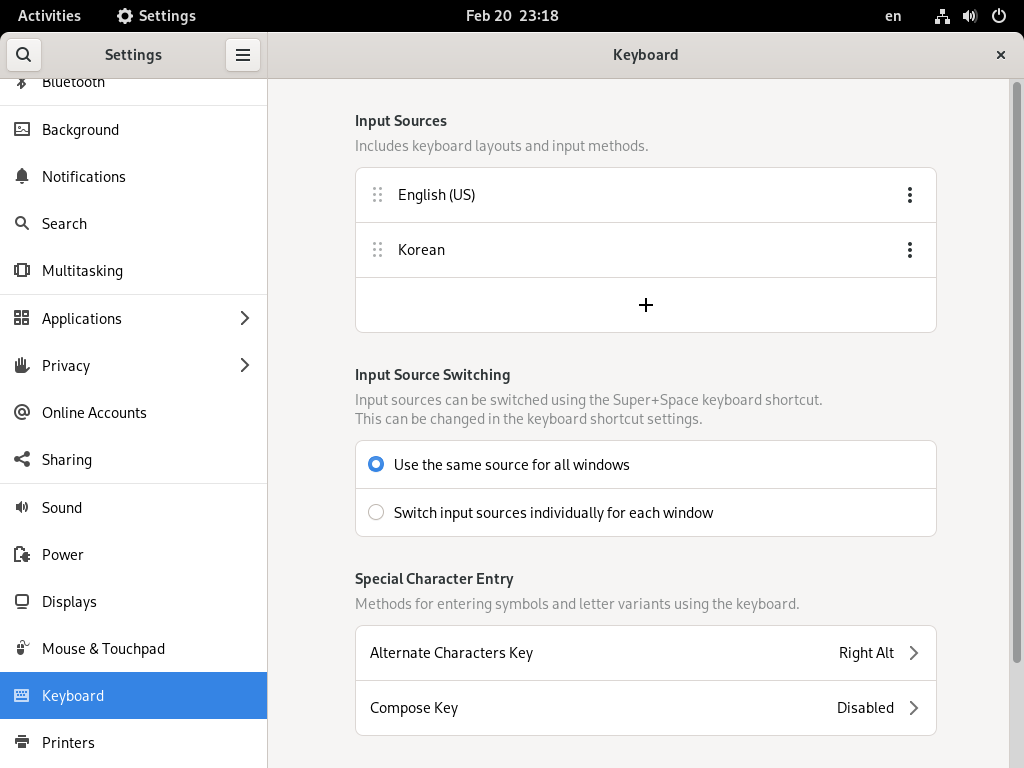 Activities
Settings
Feb 20 23:18
en
Settings
Keyboard
Bluetooth
Background
Notifications
Search
Multitasking
Applications
Privacy
Online Accounts
Sharing
Sound
Power
Displays
Mouse & Touchpad
Keyboard
Printers
Input Sources
Includes keyboard layouts and input methods.
English (US)
Korean
Input Source Switching
Input sources can be switched using the Super+Space keyboard shortcut.
This can be changed in the keyboard shortcut settings.
Use the same source for all windows
Switch input sources individually for each window
Special Character Entry
Methods for entering symbols and letter variants using the keyboard.
Alternate Characters Key
Right Alt
Compose Key
Disabled